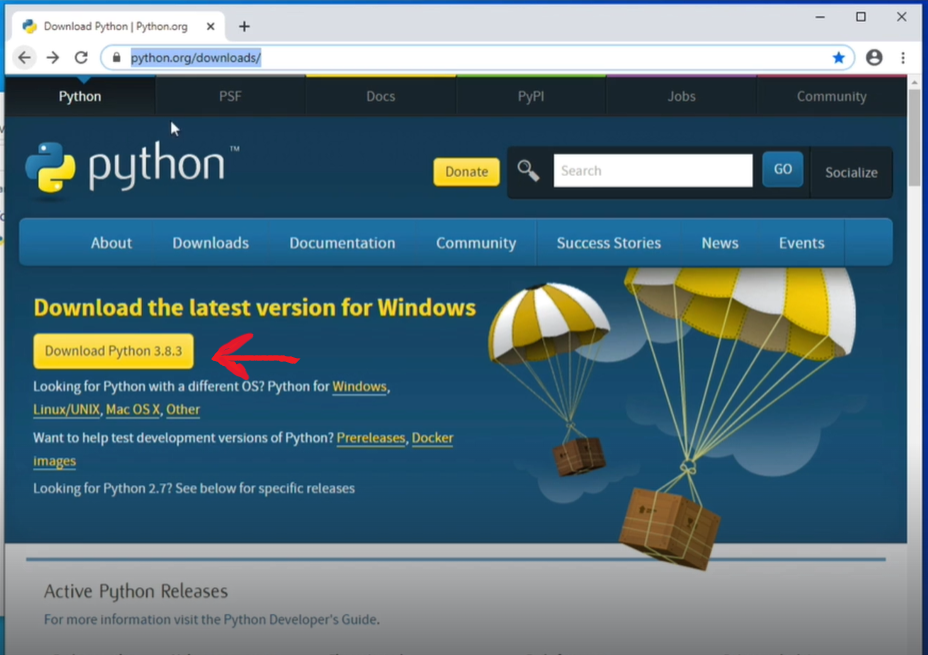 Download Python | Python.org
python.org/downloads/
Python PSF Docs PyPI Jobs Community
python™
Donate Search GO Socialize
About Downloads Documentation Community Success Stories News Events
Download the latest version for Windows
Download Python 3.8.3
Looking for Python with a different OS? Python for Windows,
Linux/UNIX, Mac OS X, Other
Want to help test development versions of Python? Prereleases, Docker
images
Looking for Python 2.7? See below for specific releases
Active Python Releases
For more information visit the Python Developer's Guide.